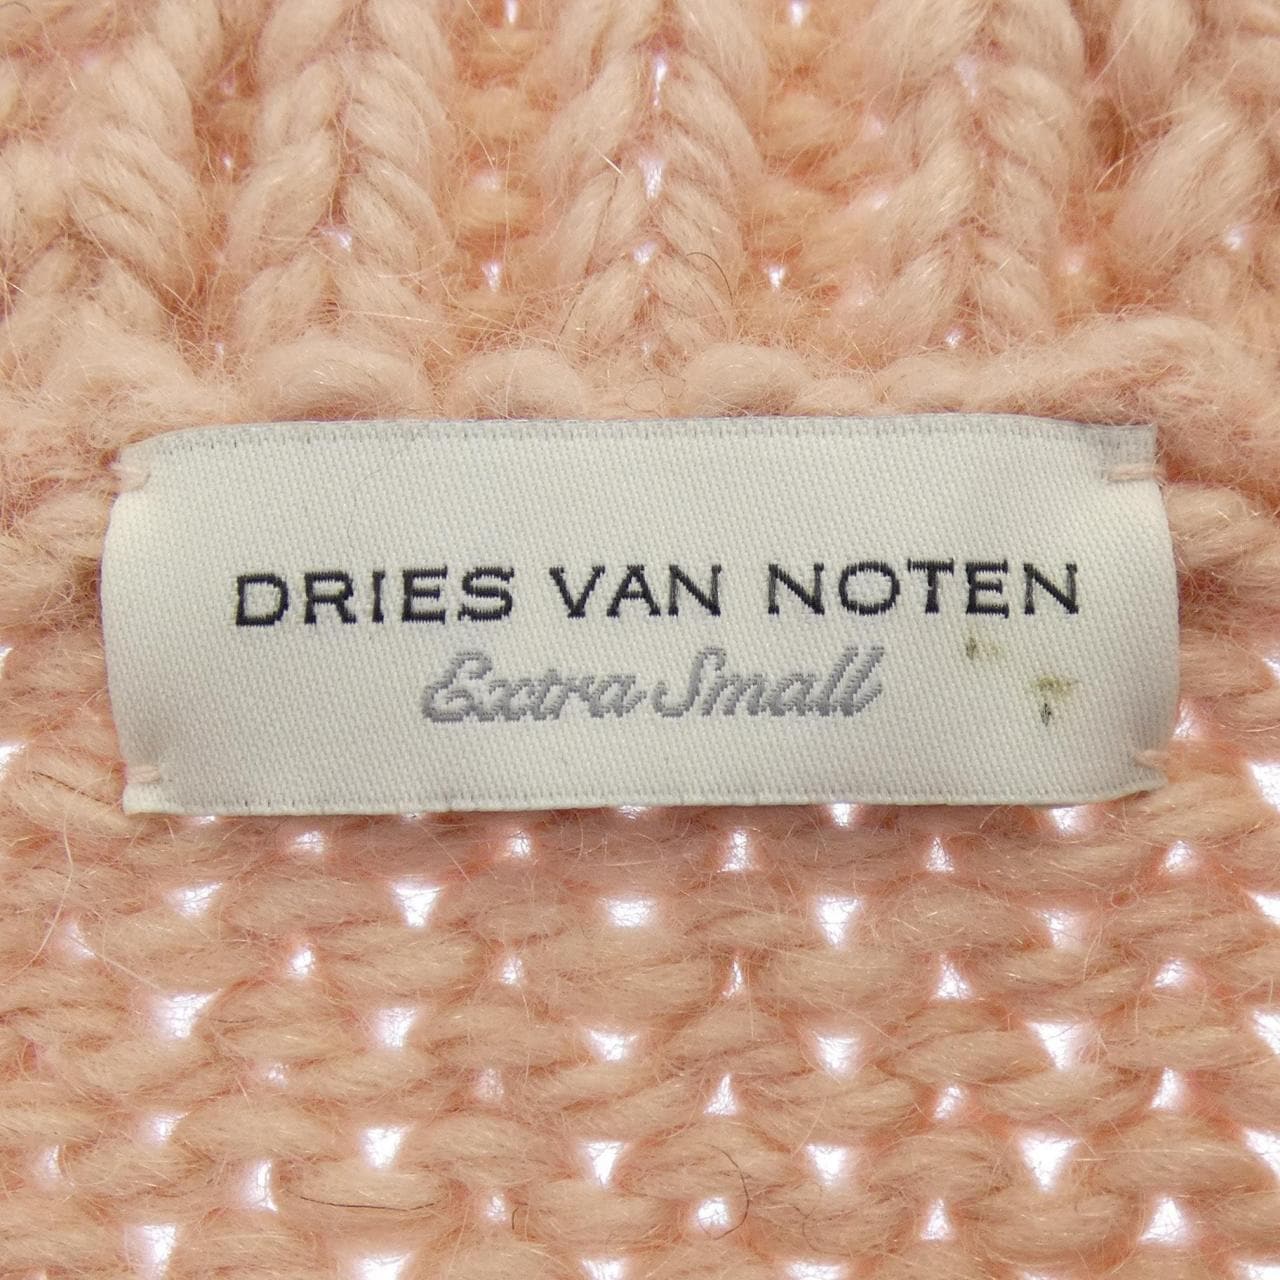 DRIES VAN NOTEN
Extra Small